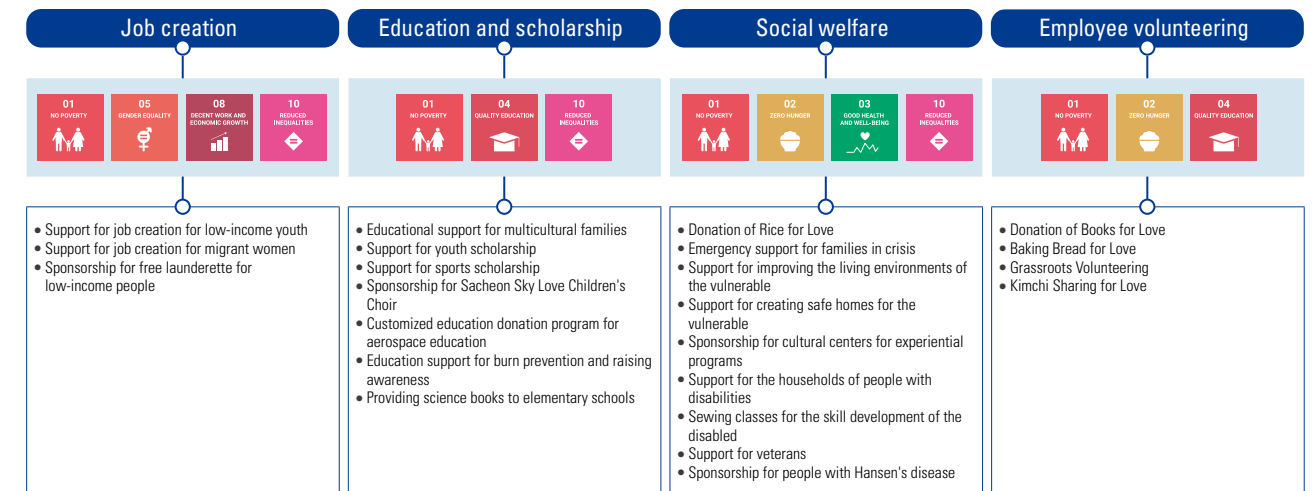 Job creation
01
NO POVERTY
05
GENDER EQUALITY
08
DECENT WORK AND
ECONOMIC GROWTH
10
REDUCED
INEQUALITIES
• Support for job creation for low-income youth
• Support for job creation for migrant women
• Sponsorship for free launderette for
low-income people
Education and scholarship
01
NO POVERTY
04
QUALITY EDUCATION
10
REDUCED
INEQUALITIES
• Educational support for multicultural families
• Support for youth scholarship
• Support for sports scholarship
• Sponsorship for Sacheon Sky Love Children's
Choir
• Customized education donation program for
aerospace education
• Education support for burn prevention and raising
awareness
• Providing science books to elementary schools
Social welfare
01
NO POVERTY
02
ZERO HUNGER
03
GOOD HEALTH
AND WELL-BEING
10
REDUCED
INEQUALITIES
• Donation of Rice for Love
• Emergency support for families in crisis
• Support for improving the living environments of
the vulnerable
• Support for creating safe homes for the
vulnerable
• Sponsorship for cultural centers for experiential
programs
• Support for the households of people with
disabilities
• Sewing classes for the skill development of the
disabled
• Support for veterans
• Sponsorship for people with Hansen's disease
Employee volunteering
01
NO POVERTY
02
ZERO HUNGER
04
QUALITY EDUCATION
• Donation of Books for Love
• Baking Bread for Love
• Grassroots Volunteering
• Kimchi Sharing for Love